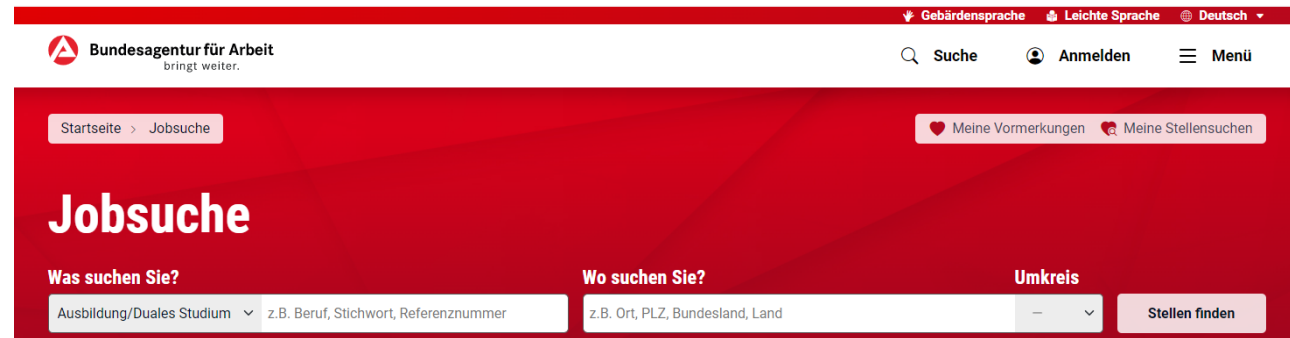 Gebärdensprache Leichte Sprache Deutsch
Bundesagentur für Arbeit
bringt weiter.
Suche Anmelden Menü
Startseite > Jobsuche
Meine Vormerkungen Meine Stellensuchen
Jobsuche
Was suchen Sie? Wo suchen Sie? Umkreis
Ausbildung/Duales Studium z.B. Beruf, Stichwort, Referenznummer z.B. Ort, PLZ, Bundesland, Land – Stellen finden